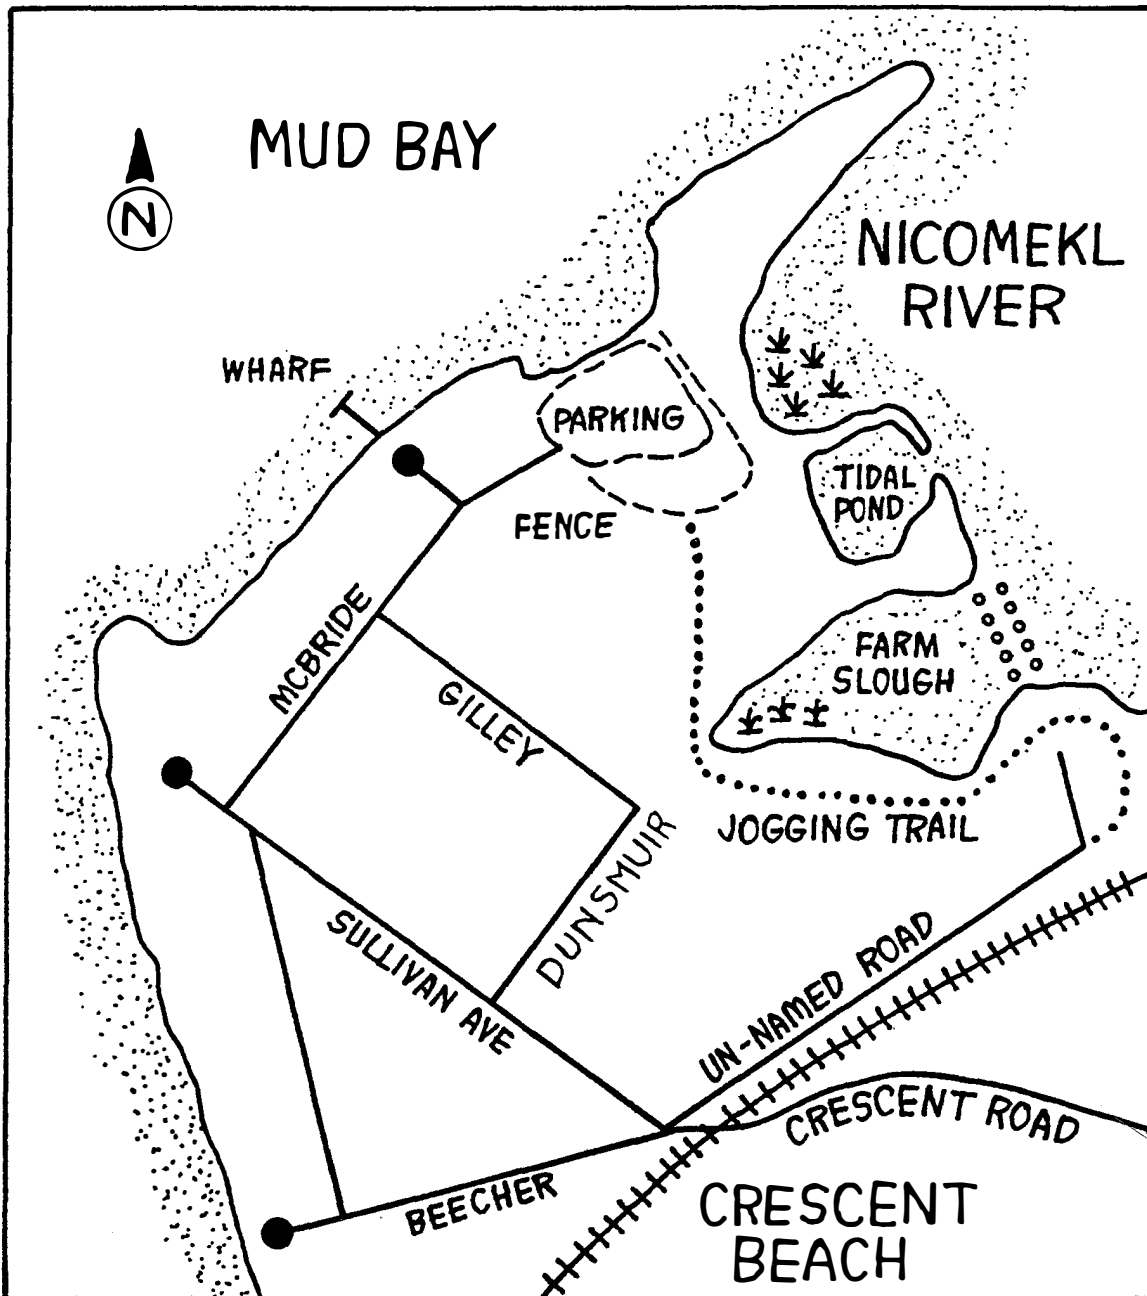 MUD BAY
N
NICOMEKL
RIVER
WHARF
PARKING
TIDAL
POND
FENCE
MCBRIDE
GILLEY
FARM
SLOUGH
JOGGING TRAIL
DUNSMUIR
SULLIVAN AVE
UN-NAMED ROAD
CRESCENT ROAD
BEECHER
CRESCENT
BEACH